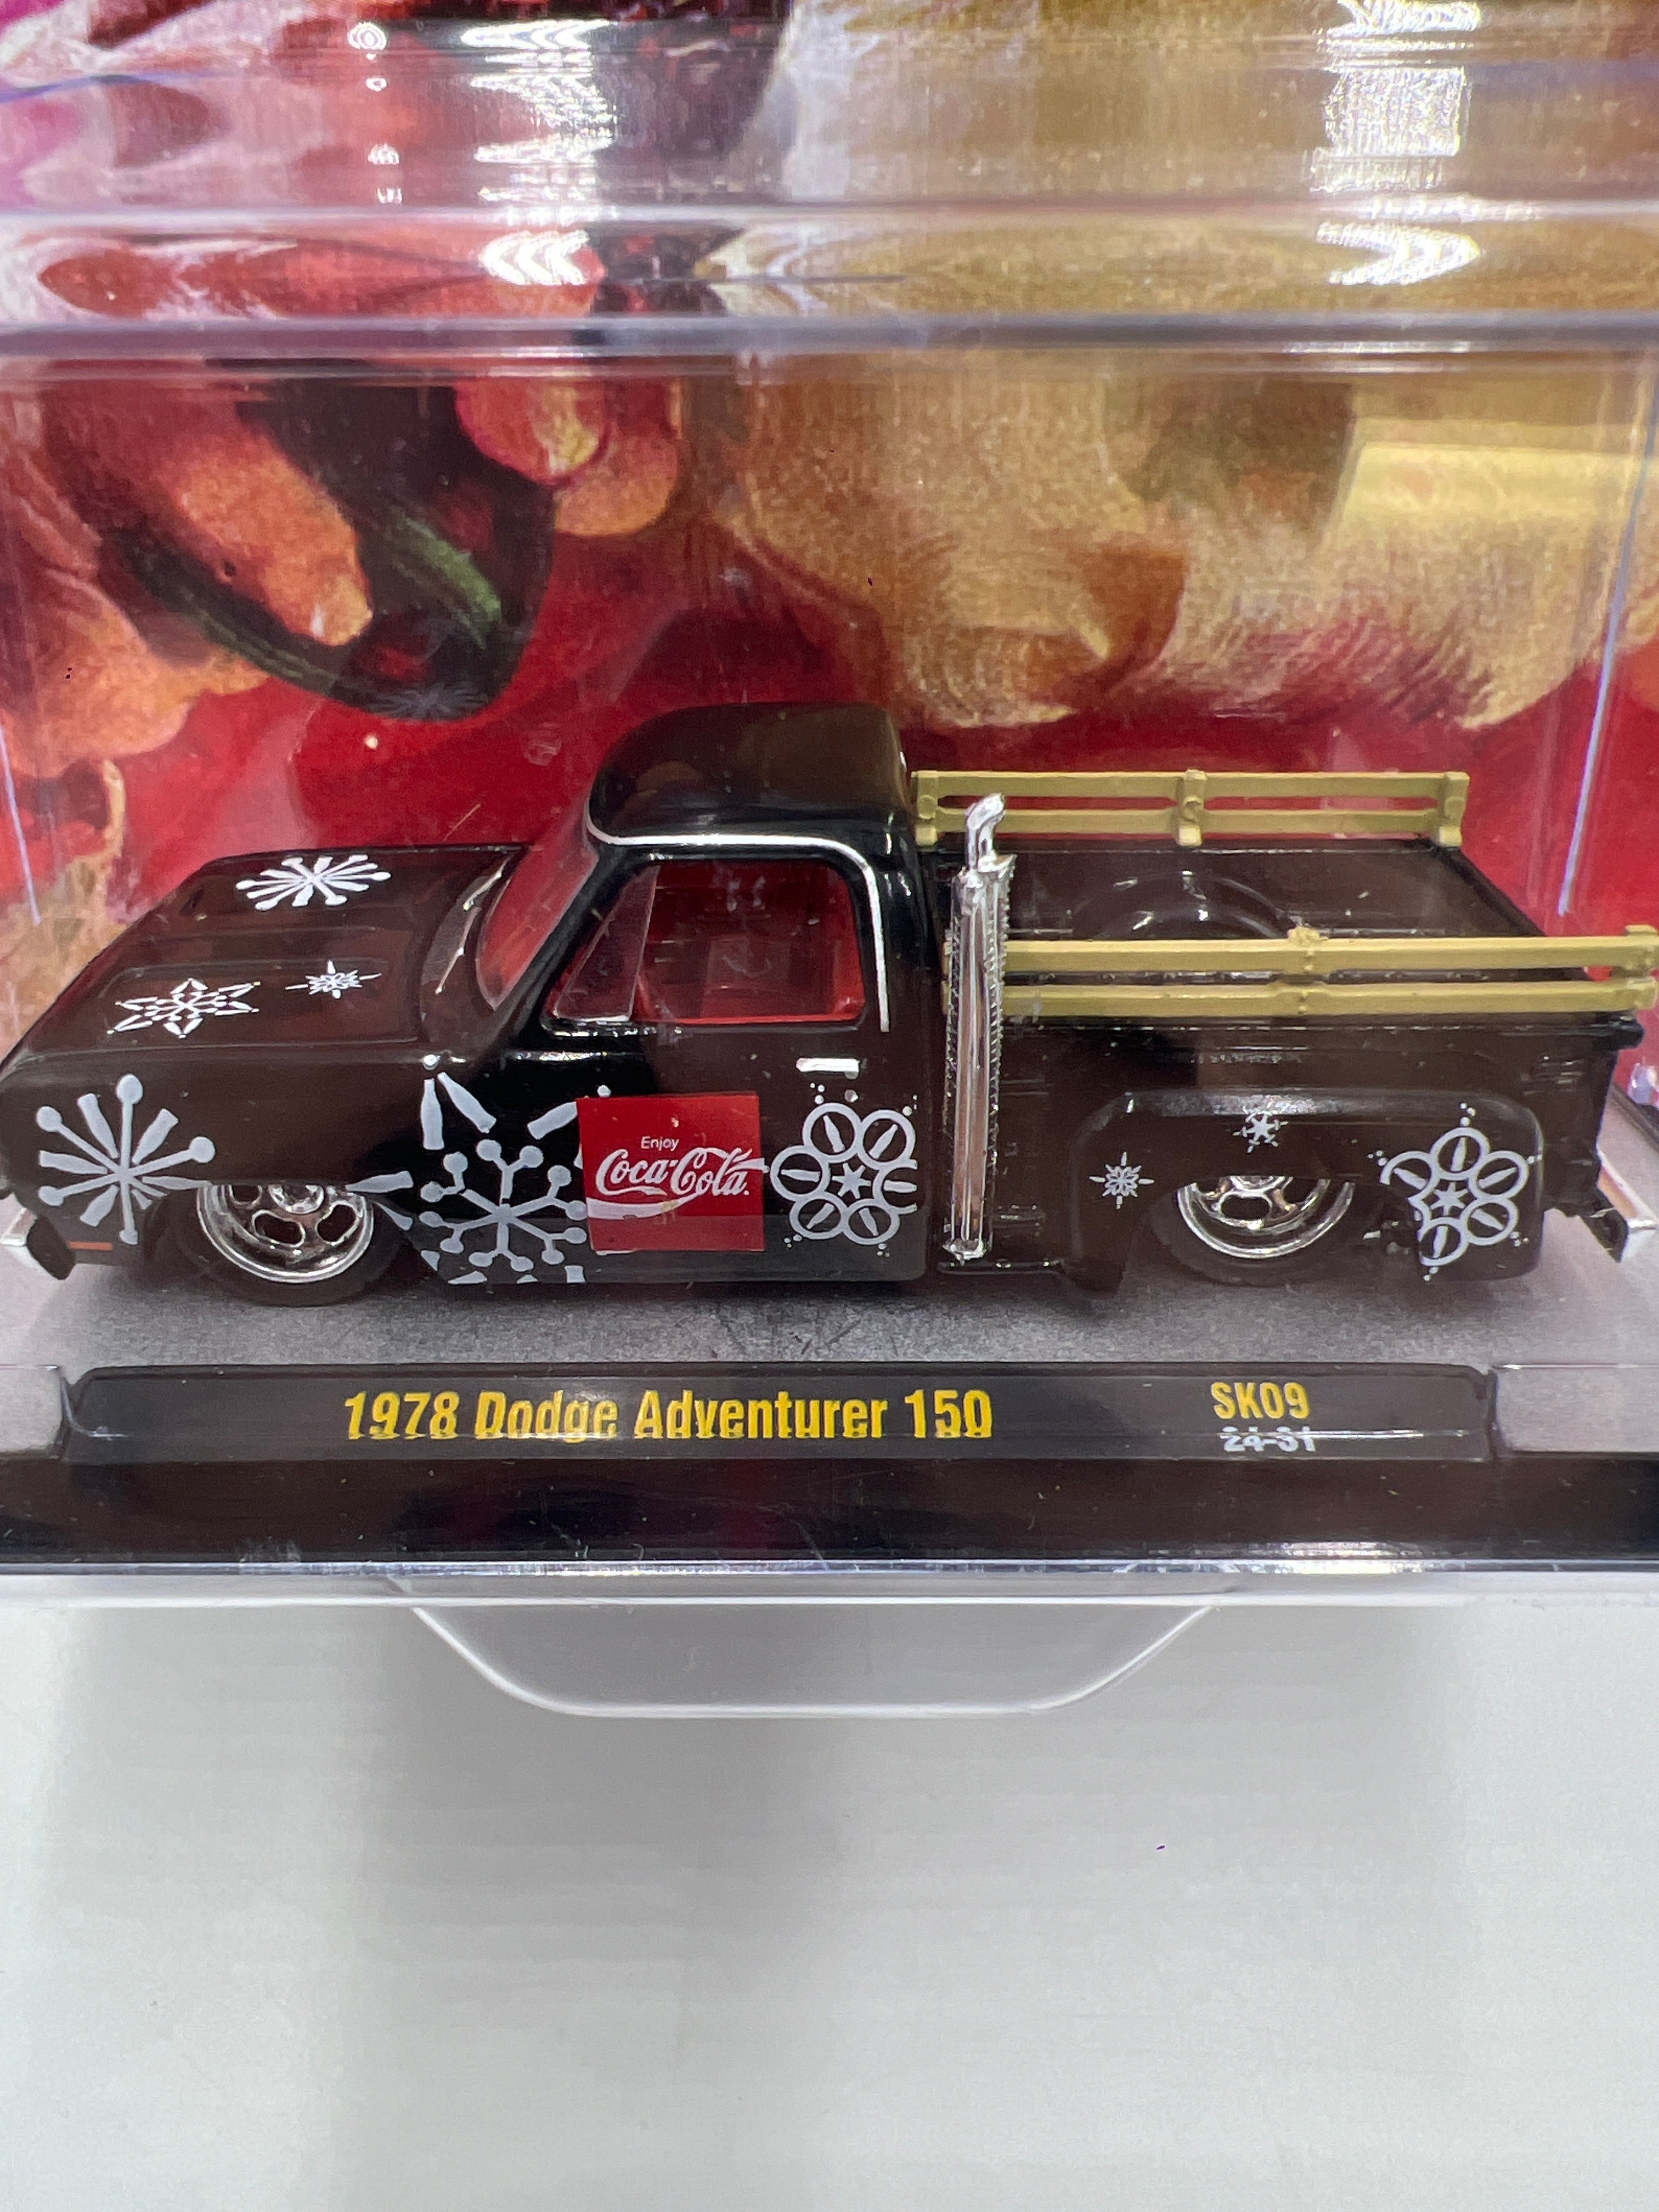 Enjoy
Coca-Cola
1978 Dodge Adventurer 150
SK09
24-31